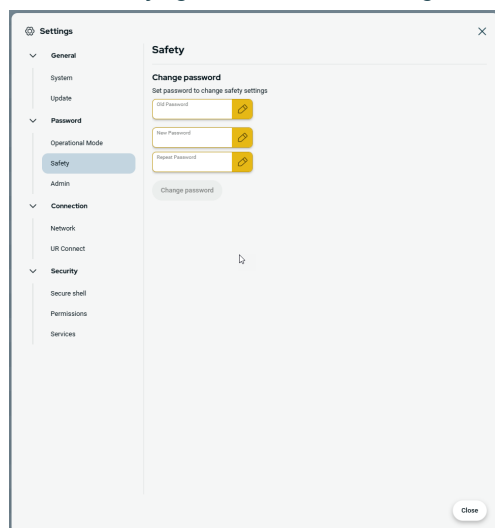 Settings
General
System
Update
Password
Operational Mode
Safety
Admin
Connection
Network
UR Connect
Security
Secure shell
Permissions
Services
Safety
Change password
Set password to change safety settings
Old Password
New Password
Repeat Password
Change password
Close